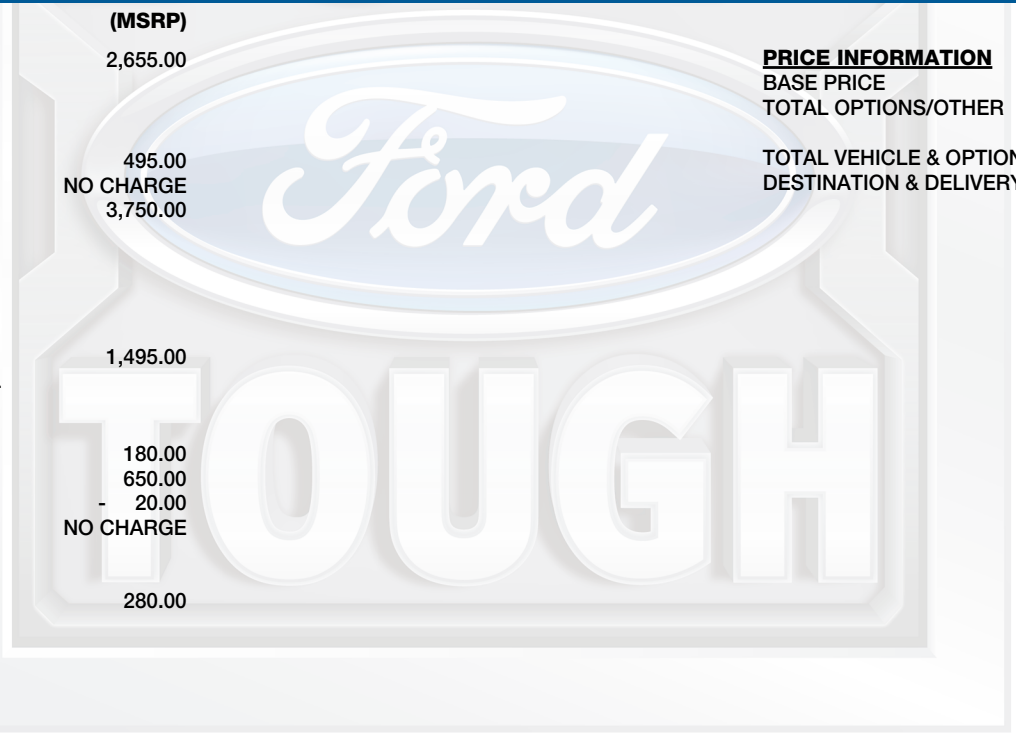 (MSRP)
2,655.00
495.00
NO CHARGE
3,750.00
1,495.00
180.00
650.00
- 20.00
NO CHARGE
280.00
PRICE INFORMATION
BASE PRICE
TOTAL OPTIONS/OTHER
TOTAL VEHICLE & OPTION
DESTINATION & DELIVERY
Ford
TOUGH